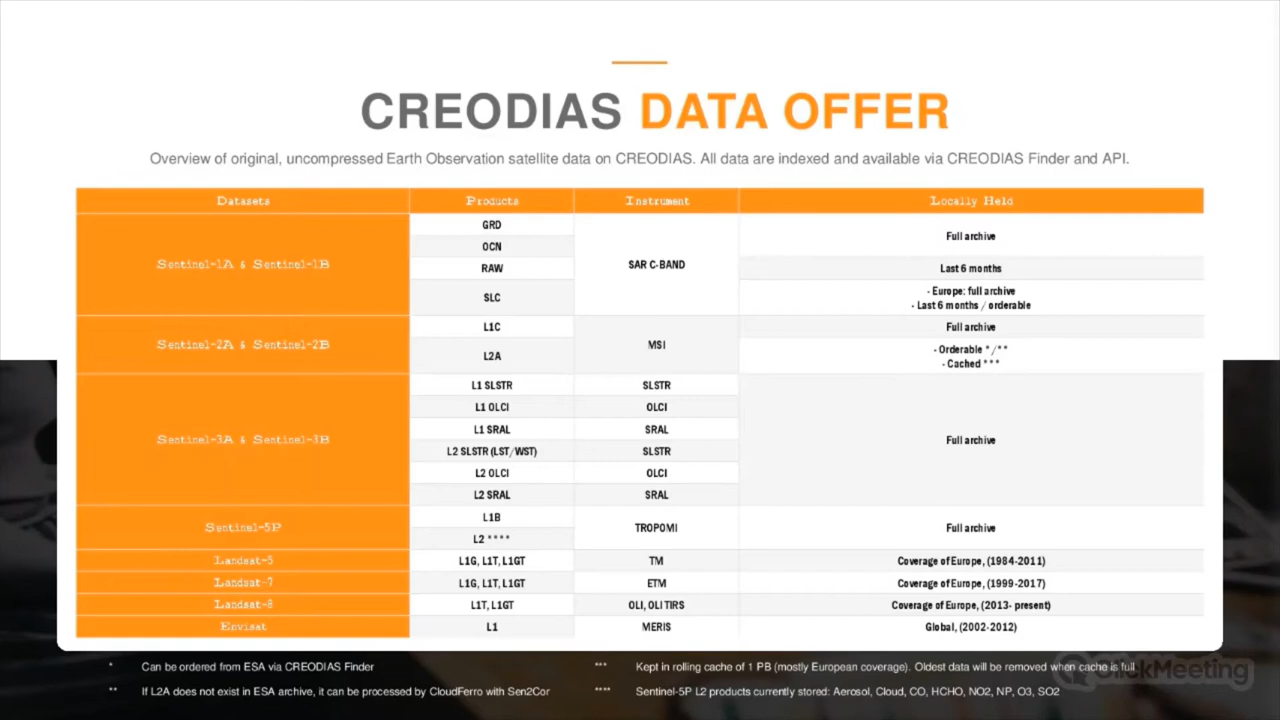 CREODIAS DATA OFFER
Overview of original, uncompressed Earth Observation satellite data on CREODIAS. All data are indexed and available via CREODIAS Finder and API.
Datasets Products Instrument Locally Held
Sentinel-1A & Sentinel-1B
GRD
OCN
RAW
SLC
SAR C-BAND
Full archive
Last 6 months
- Europe: full archive
- Last 6 months / orderable
Sentinel-2A & Sentinel-2B
L1C
L2A
MSI
Full archive
- Orderable */**
- Cached ***
Sentinel-3A & Sentinel-3B
L1 SLSTR SLSTR
L1 OLCI OLCI
L1 SRAL SRAL
L2 SLSTR (LST/WST) SLSTR
L2 OLCI OLCI
L2 SRAL SRAL
Full archive
Sentinel-5P
L1B
L2 ****
TROPOMI
Full archive
Landsat-5 L1G, L1T, L1GT TM Coverage of Europe, (1984-2011)
Landsat-7 L1G, L1T, L1GT ETM Coverage of Europe, (1999-2017)
Landsat-8 L1T, L1GT OLI, OLI TIRS Coverage of Europe, (2013- present)
Envisat L1 MERIS Global, (2002-2012)
* Can be ordered from ESA via CREODIAS Finder
** If L2A does not exist in ESA archive, it can be processed by CloudFerro with Sen2Cor
*** Kept in rolling cache of 1 PB (mostly European coverage). Oldest data will be removed when cache is full
**** Sentinel-5P L2 products currently stored: Aerosol, Cloud, CO, HCHO, NO2, NP, O3, SO2
ClickMeeting